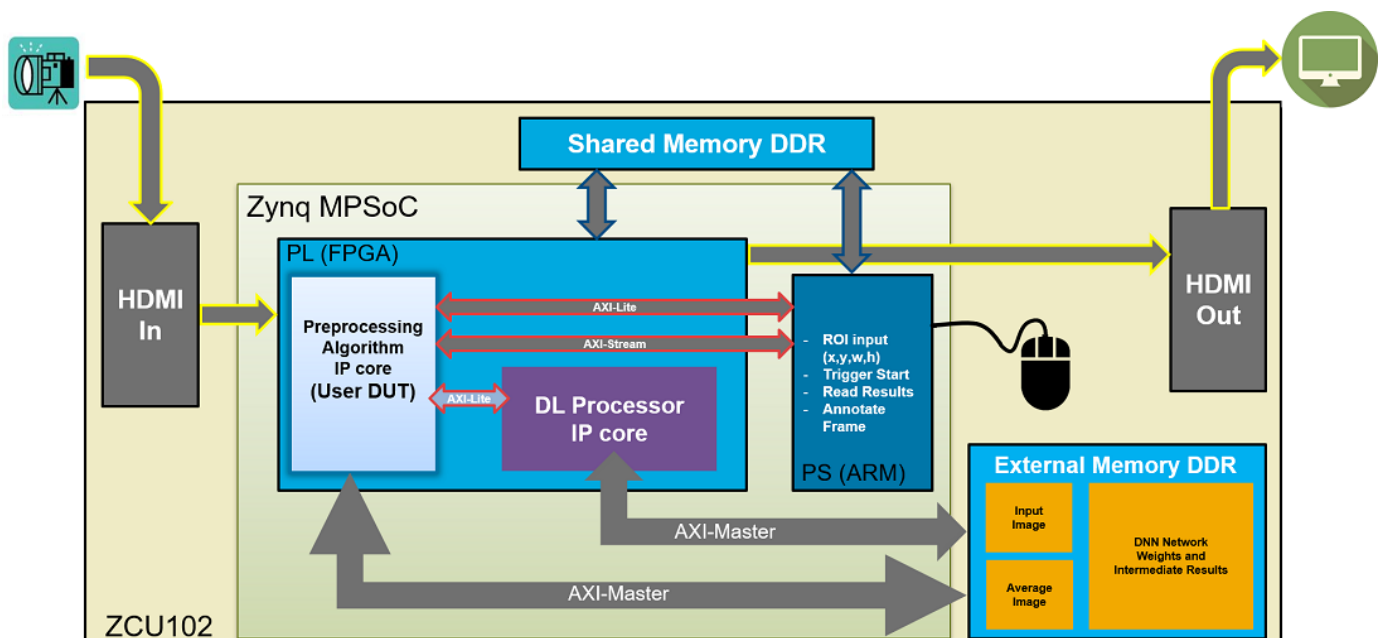 Shared Memory DDR
Zynq MPSoC
PL (FPGA)
HDMI
In
Preprocessing
Algorithm
IP core
(User DUT)
AXI-Lite
AXI-Stream
AXI-Lite
DL Processor
IP core
- ROI input
(x,y,w,h)
- Trigger Start
- Read Results
- Annotate
Frame
PS (ARM)
HDMI
Out
External Memory DDR
Input
Image
Average
Image
DNN Network
Weights and
Intermediate Results
AXI-Master
AXI-Master
ZCU102